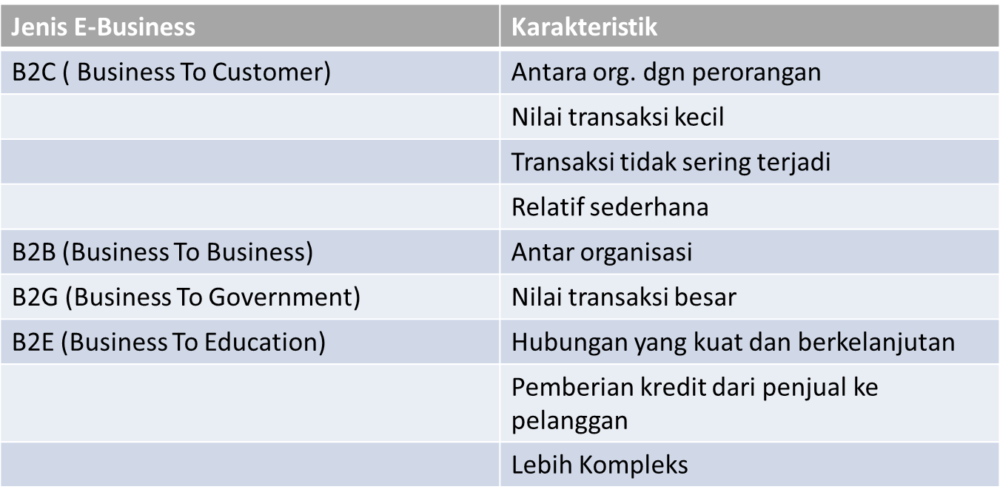 Jenis E-Business
Karakteristik
B2C ( Business To Customer)
Antara org. dgn perorangan
Nilai transaksi kecil
Transaksi tidak sering terjadi
Relatif sederhana
B2B (Business To Business)
Antar organisasi
B2G (Business To Government)
Nilai transaksi besar
B2E (Business To Education)
Hubungan yang kuat dan berkelanjutan
Pemberian kredit dari penjual ke
pelanggan
Lebih Kompleks